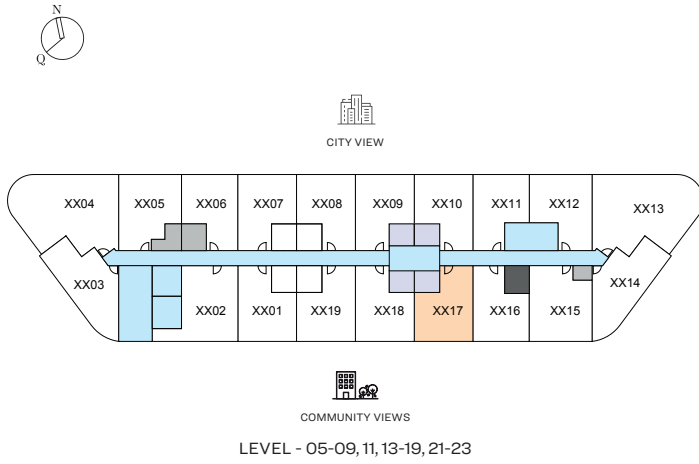 N
Q
CITY VIEW
XX04 XX05 XX06 XX07 XX08 XX09 XX10 XX11 XX12 XX13
XX03 XX14
XX02 XX01 XX19 XX18 XX17 XX16 XX15
COMMUNITY VIEWS
LEVEL - 05-09, 11, 13-19, 21-23